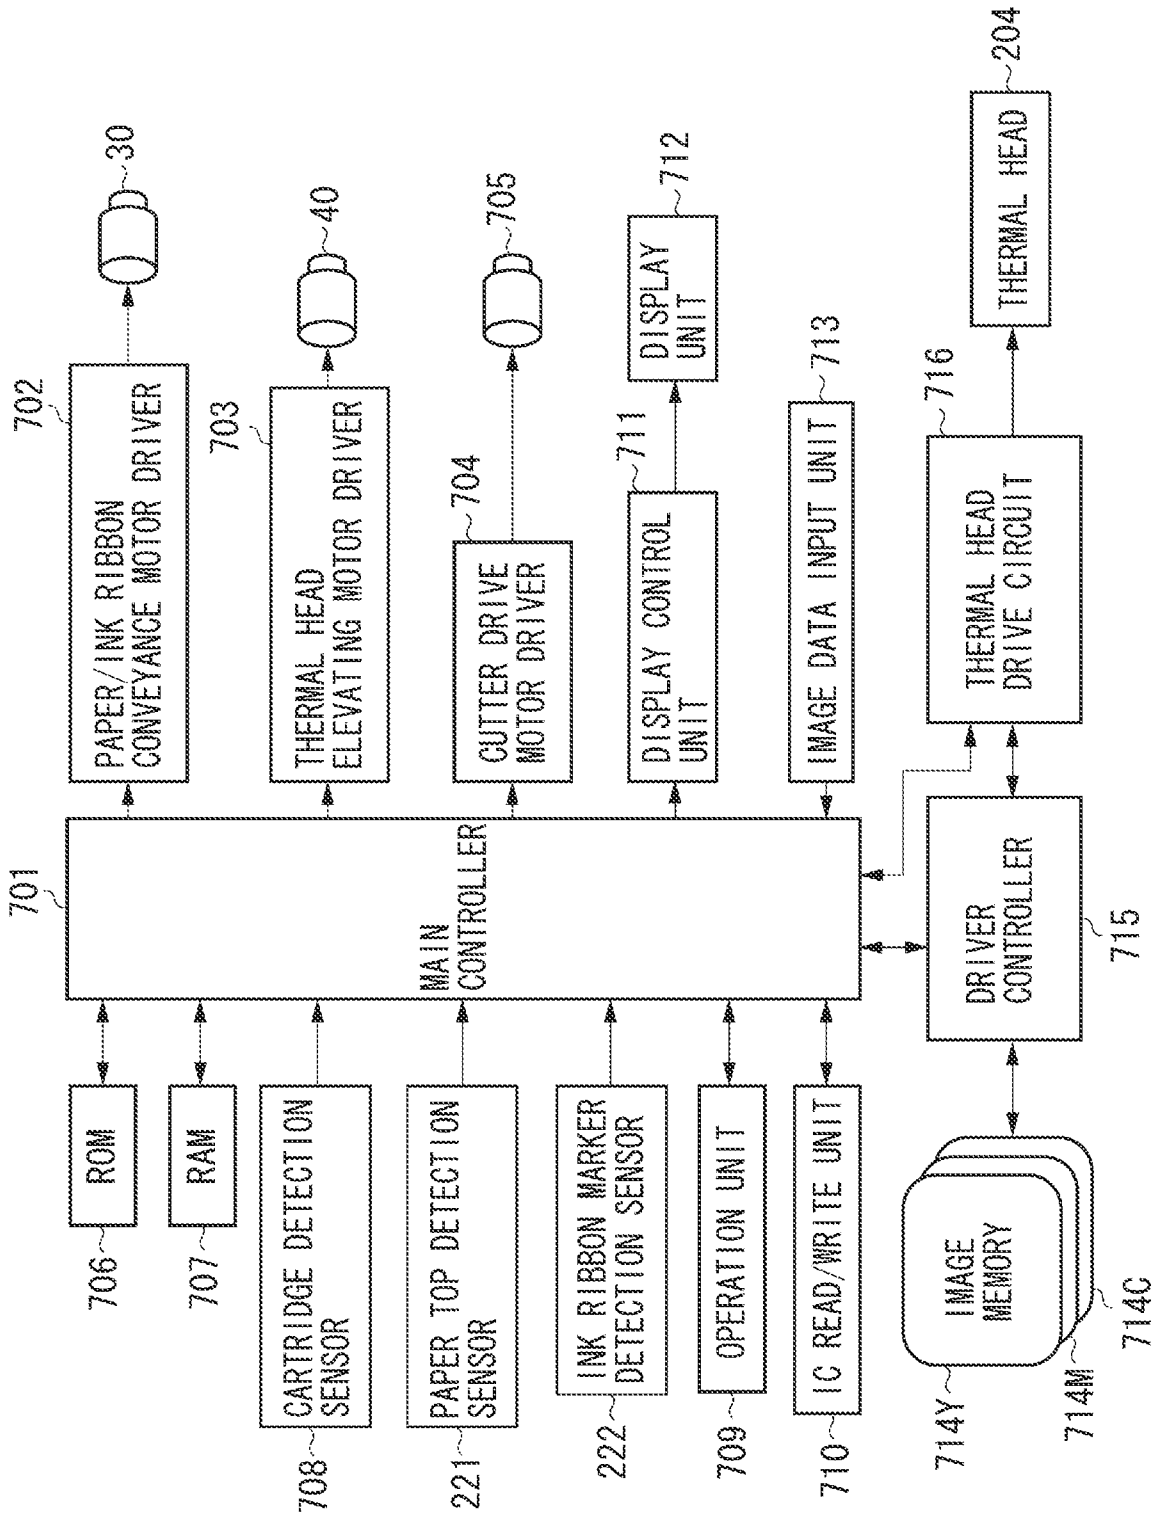 701
MAIN
CONTROLLER
706
ROM
707
RAM
708
CARTRIDGE DETECTION
SENSOR
221
PAPER TOP DETECTION
SENSOR
222
INK RIBBON MARKER
DETECTION SENSOR
709
OPERATION UNIT
710
IC READ/WRITE UNIT
702
PAPER/INK RIBBON
CONVEYANCE MOTOR DRIVER
30
703
THERMAL HEAD
ELEVATING MOTOR DRIVER
40
704
CUTTER DRIVE
MOTOR DRIVER
705
711
DISPLAY CONTROL
UNIT
712
DISPLAY
UNIT
713
IMAGE DATA INPUT UNIT
714Y
714M
714C
IMAGE
MEMORY
715
DRIVER
CONTROLLER
716
THERMAL HEAD
DRIVE CIRCUIT
204
THERMAL HEAD